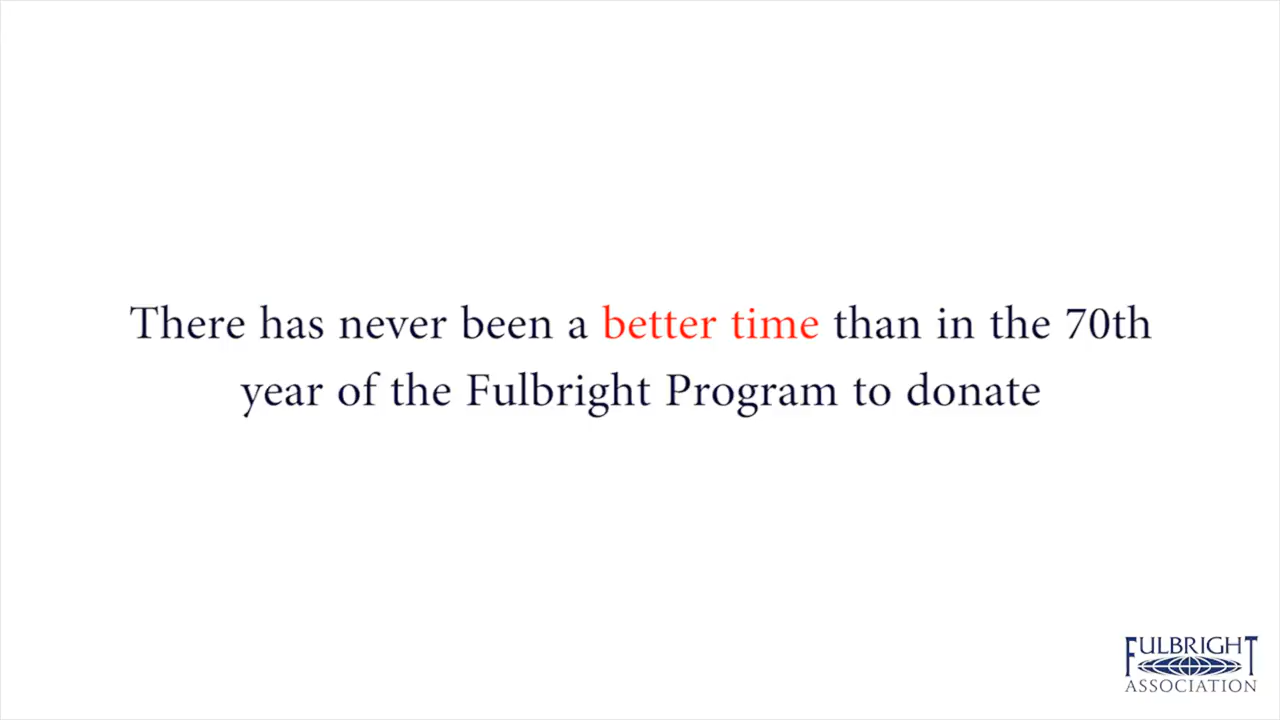 There has never been a better time than in the 70th
year of the Fulbright Program to donate
FULBRIGHT
ASSOCIATION